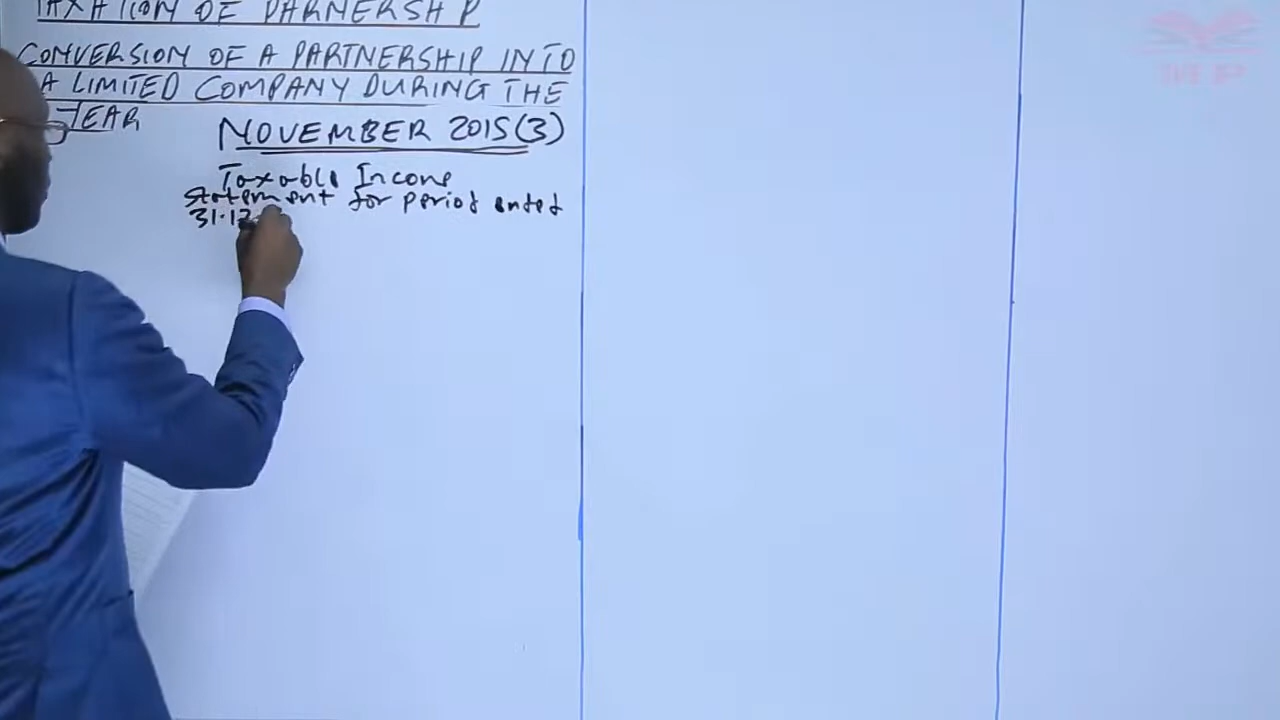 TAXATION OF PARNERSHIP
CONVERSION OF A PARTNERSHIP INTO
A LIMITED COMPANY DURING THE
YEAR
NOVEMBER 2015(3)
Taxable Income
statement for period ended
31.12